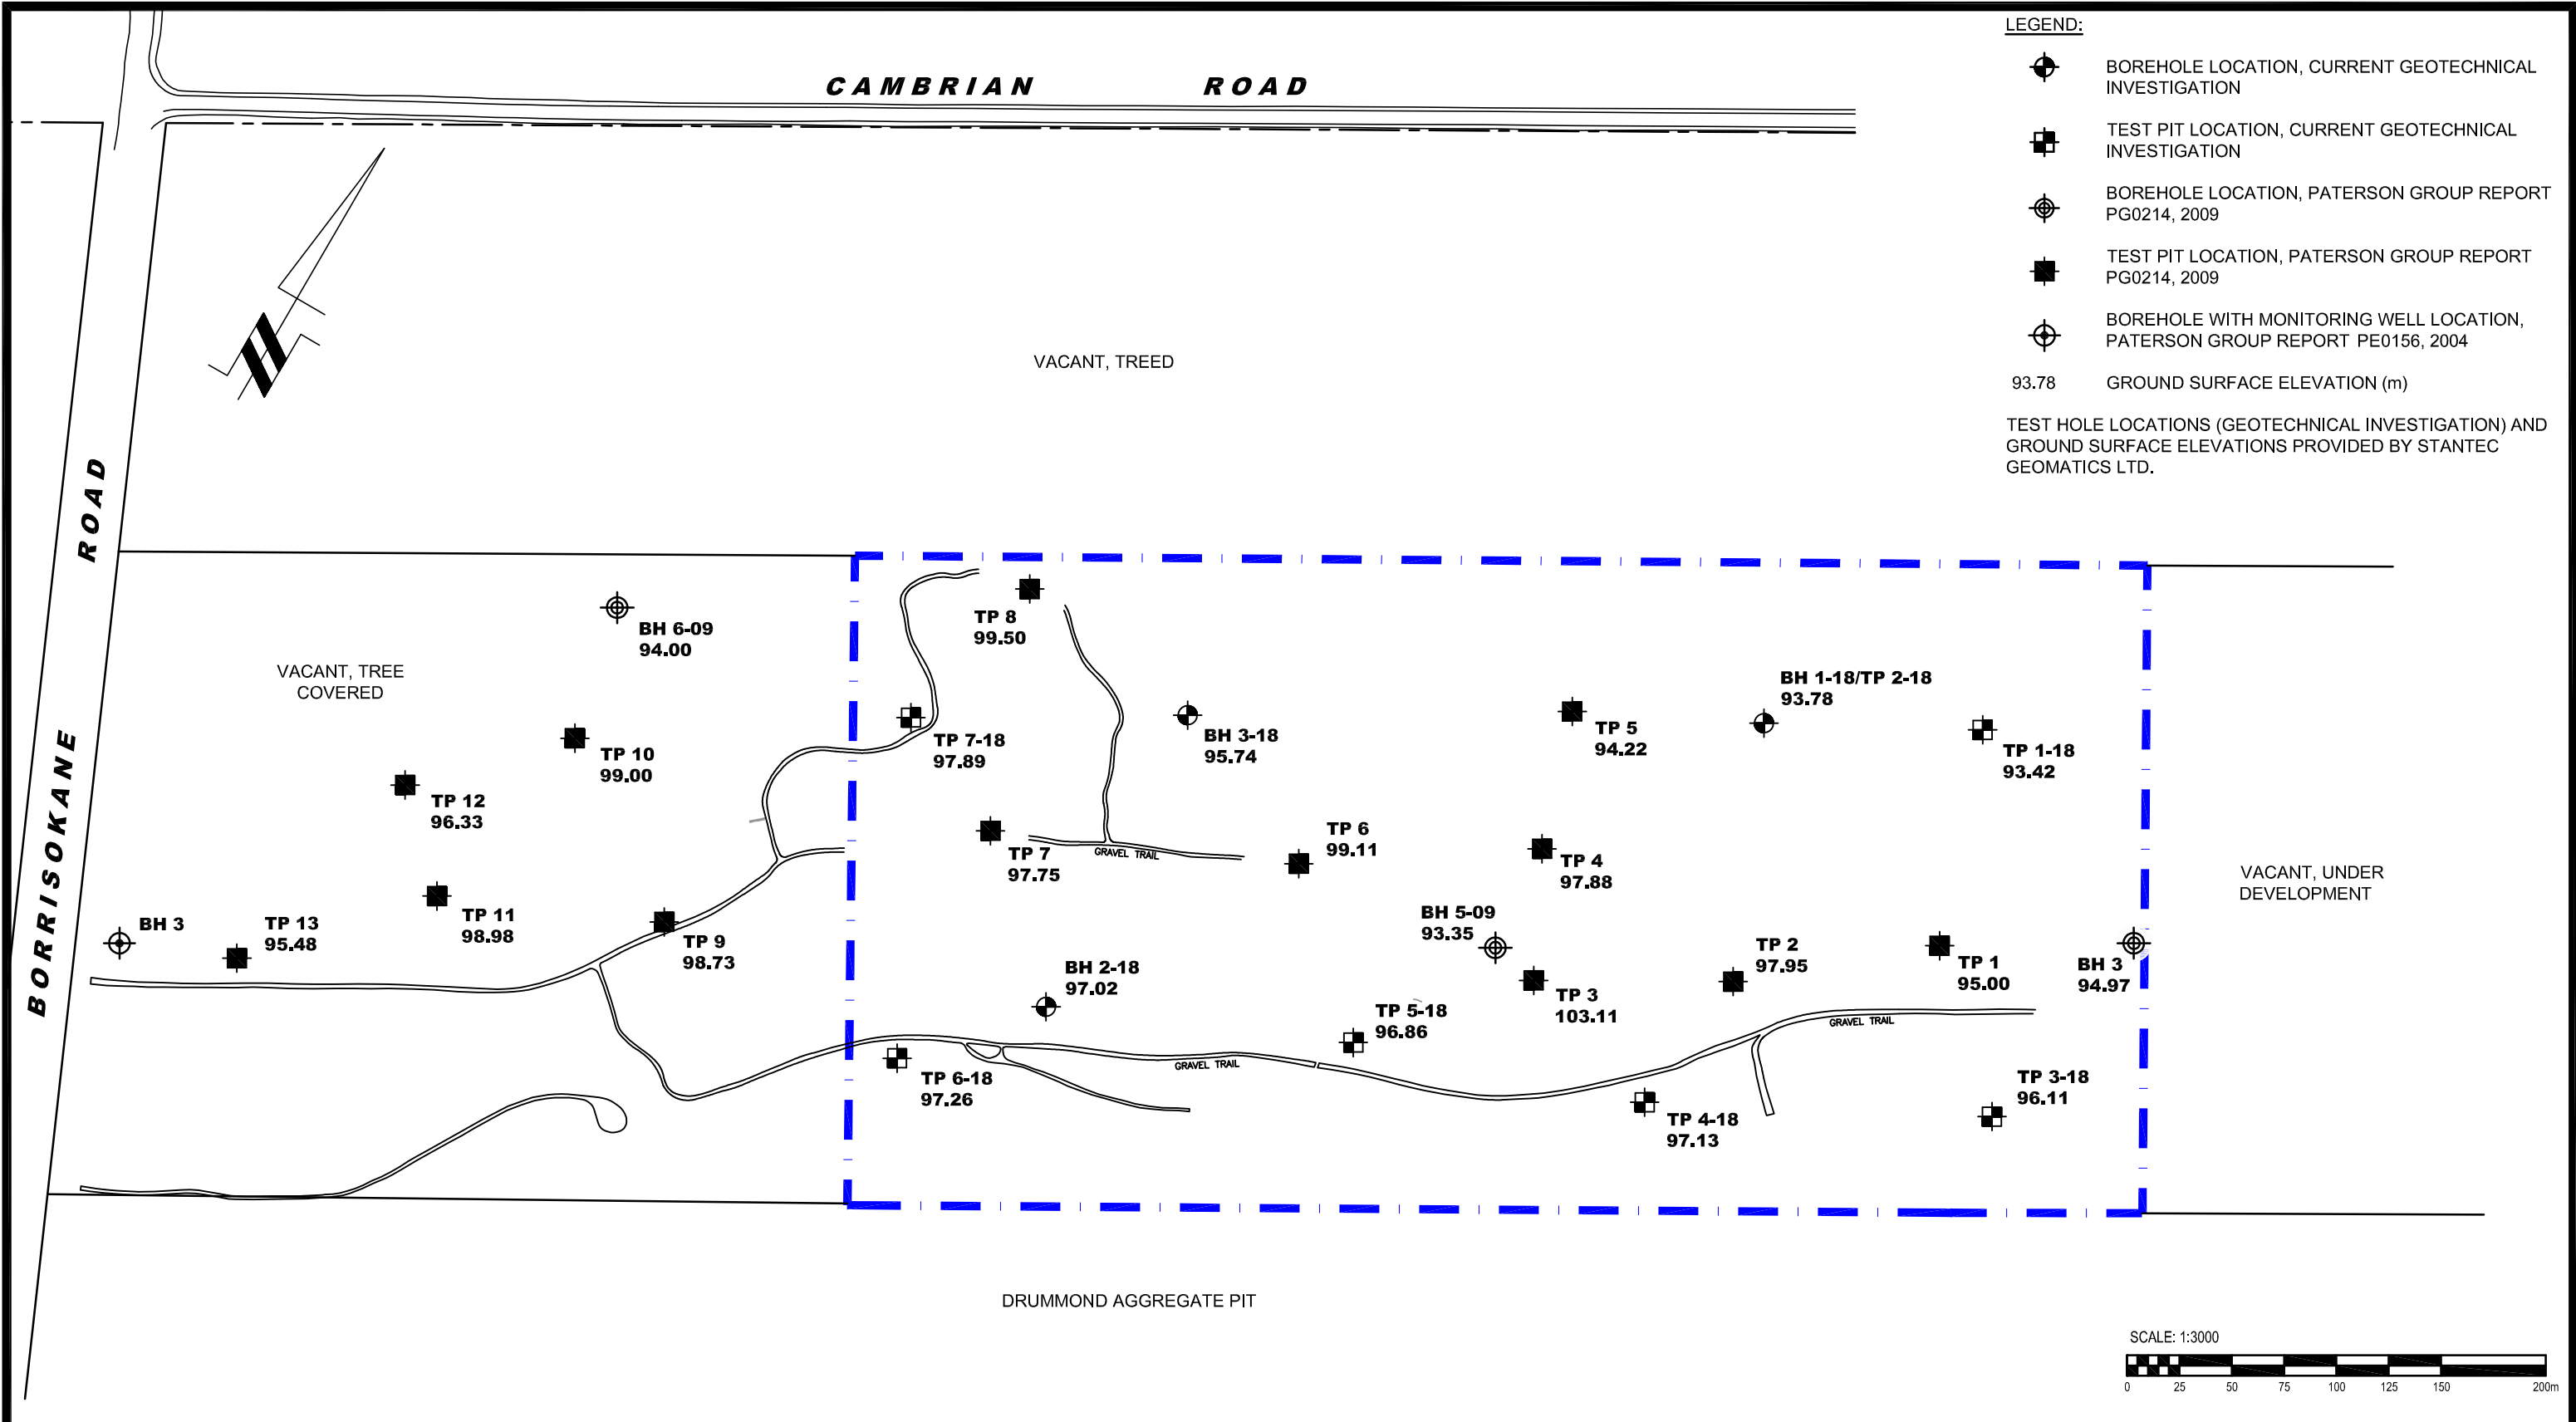 LEGEND:
BOREHOLE LOCATION, CURRENT GEOTECHNICAL
INVESTIGATION
TEST PIT LOCATION, CURRENT GEOTECHNICAL
INVESTIGATION
BOREHOLE LOCATION, PATERSON GROUP REPORT
PG0214, 2009
TEST PIT LOCATION, PATERSON GROUP REPORT
PG0214, 2009
BOREHOLE WITH MONITORING WELL LOCATION,
PATERSON GROUP REPORT PE0156, 2004
93.78 GROUND SURFACE ELEVATION (m)
TEST HOLE LOCATIONS (GEOTECHNICAL INVESTIGATION) AND
GROUND SURFACE ELEVATIONS PROVIDED BY STANTEC
GEOMATICS LTD.
CAMBRIAN ROAD
BORRISOKANE ROAD
VACANT, TREED
VACANT, TREE
COVERED
BH 6-09
94.00
TP 8
99.50
TP 10
99.00
TP 12
96.33
TP 7-18
97.89
BH 3-18
95.74
TP 5
94.22
BH 1-18/TP 2-18
93.78
TP 1-18
93.42
TP 7
97.75
GRAVEL TRAIL
TP 6
99.11
TP 4
97.88
VACANT, UNDER
DEVELOPMENT
BH 3
TP 13
95.48
TP 11
98.98
TP 9
98.73
BH 2-18
97.02
BH 5-09
93.35
TP 3
103.11
TP 2
97.95
TP 1
95.00
BH 3
94.97
TP 5-18
96.86
GRAVEL TRAIL
GRAVEL TRAIL
TP 6-18
97.26
TP 4-18
97.13
TP 3-18
96.11
DRUMMOND AGGREGATE PIT
SCALE: 1:3000
0 25 50 75 100 125 150 200m